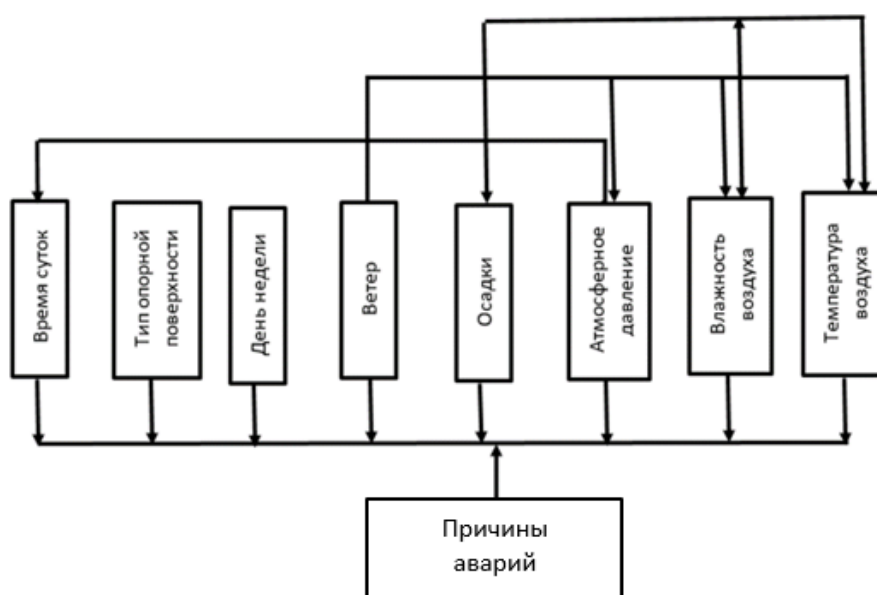 Время суток
Тип опорной
поверхности
День недели
Ветер
Осадки
Атмосферное
давление
Влажность
воздуха
Температура
воздуха
Причины
аварий